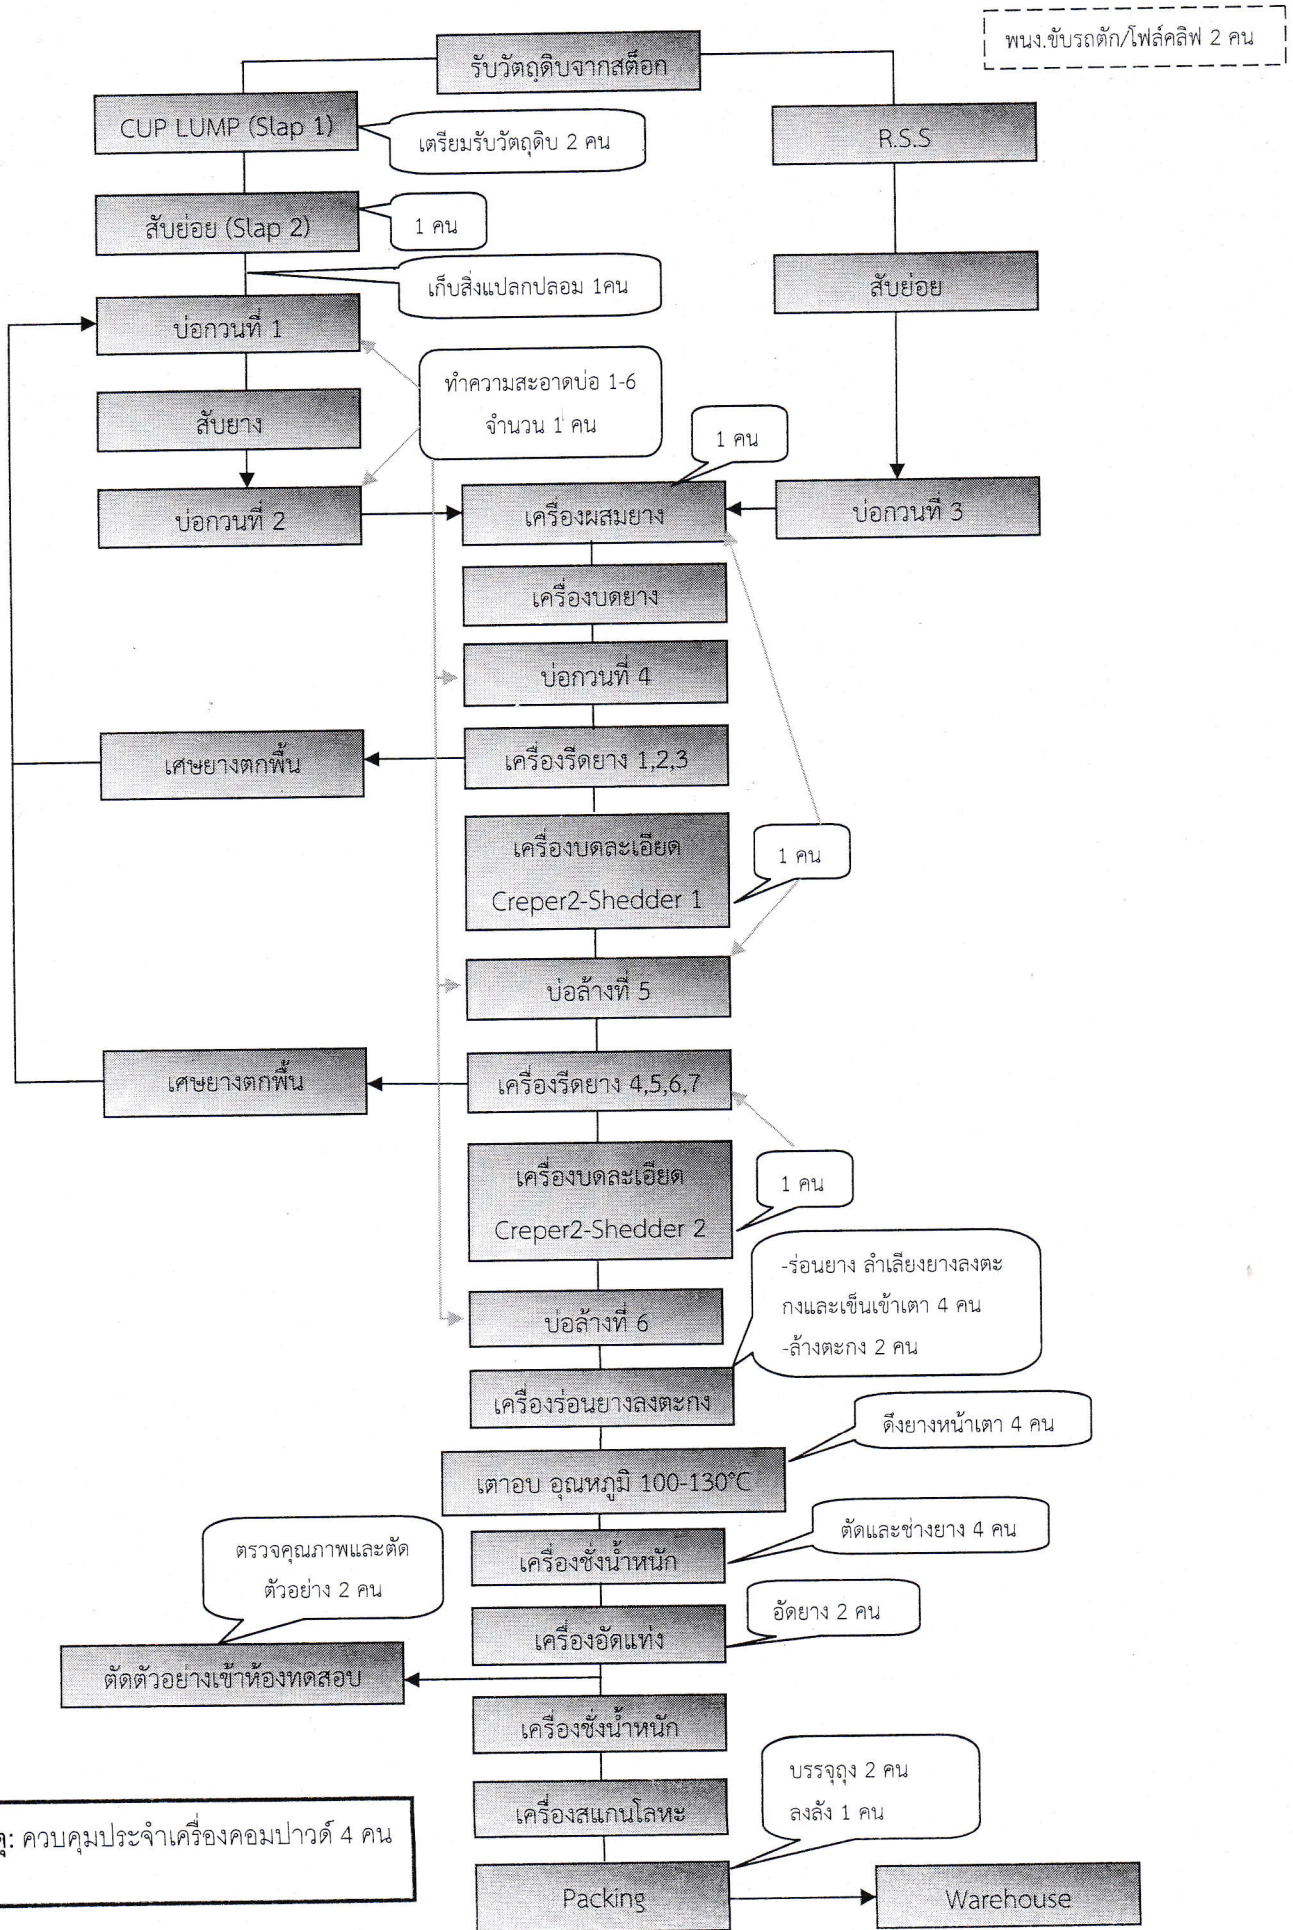 พนง.ขับรถตัก/โฟล์คลิฟ 2 คน
รับวัตถุดิบจากสต็อก
CUP LUMP (Slap 1)
เตรียมรับวัตถุดิบ 2 คน
R.S.S
สับย่อย (Slap 2)
1 คน
เก็บสิ่งแปลกปลอม 1คน
สับย่อย
บ่อกวนที่ 1
ทำความสะอาดบ่อ 1-6
จำนวน 1 คน
สับยาง
1 คน
บ่อกวนที่ 2
เครื่องผสมยาง
บ่อกวนที่ 3
เครื่องบดยาง
บ่อกวนที่ 4
เศษยางตกพื้น
เครื่องรีดยาง 1,2,3
เครื่องบดละเอียด
Creper2-Shedder 1
1 คน
บ่อล้างที่ 5
เศษยางตกพื้น
เครื่องรีดยาง 4,5,6,7
เครื่องบดละเอียด
Creper2-Shedder 2
1 คน
-ร่อนยาง ลำเลียงยางลงตะ
กงและเข็นเข้าเตา 4 คน
-ล้างตะกง 2 คน
บ่อล้างที่ 6
เครื่องร่อนยางลงตะกง
ดึงยางหน้าเตา 4 คน
เตาอบ อุณหภูมิ 100-130°C
ตัดและช่างยาง 4 คน
เครื่องชั่งน้ำหนัก
ตรวจคุณภาพและตัด
ตัวอย่าง 2 คน
อัดยาง 2 คน
เครื่องอัดแท่ง
ตัดตัวอย่างเข้าห้องทดสอบ
เครื่องชั่งน้ำหนัก
บรรจุถุง 2 คน
ลงลัง 1 คน
เครื่องสแกนโลหะ
ตุ: ควบคุมประจำเครื่องคอมปาวด์ 4 คน
Packing
Warehouse